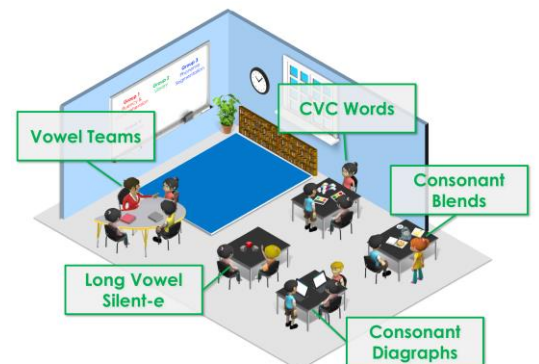 Group 1
Group 2
Group 3
Vowel Teams
CVC Words
Consonant
Blends
Long Vowel
Silent-e
Consonant
Diagraphs